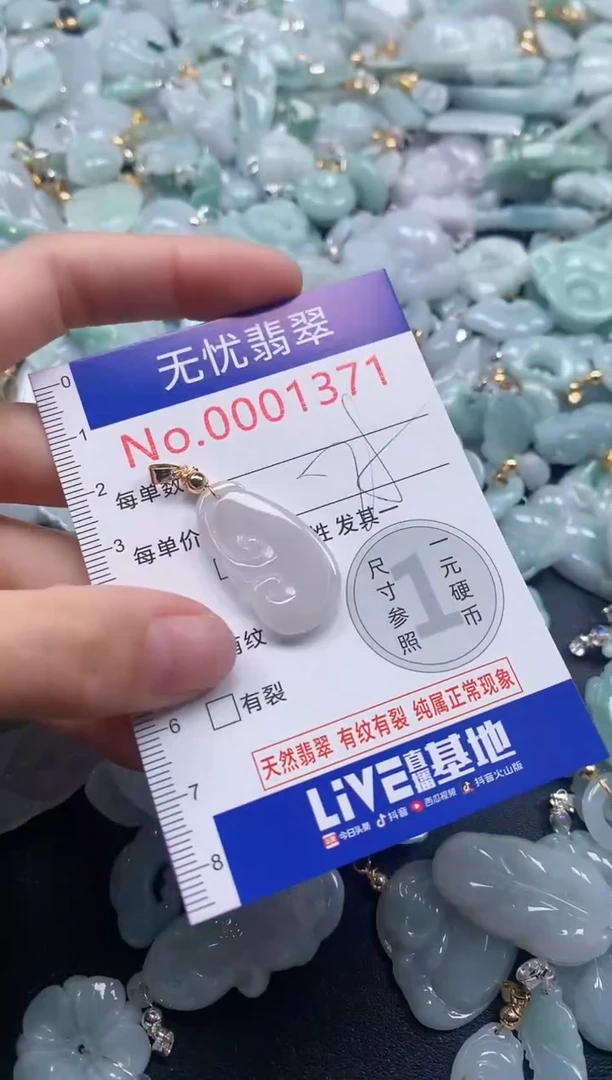 无忧翡翠
No.0001371
0
1
2
3
6
7
8
每单数
每单价
性 发其一
有纹
有裂
一元硬币
1
尺寸参照
天然翡翠 有纹有裂 纯属正常现象
LIVE直播基地
今日头条 抖音 西瓜视频 抖音火山版